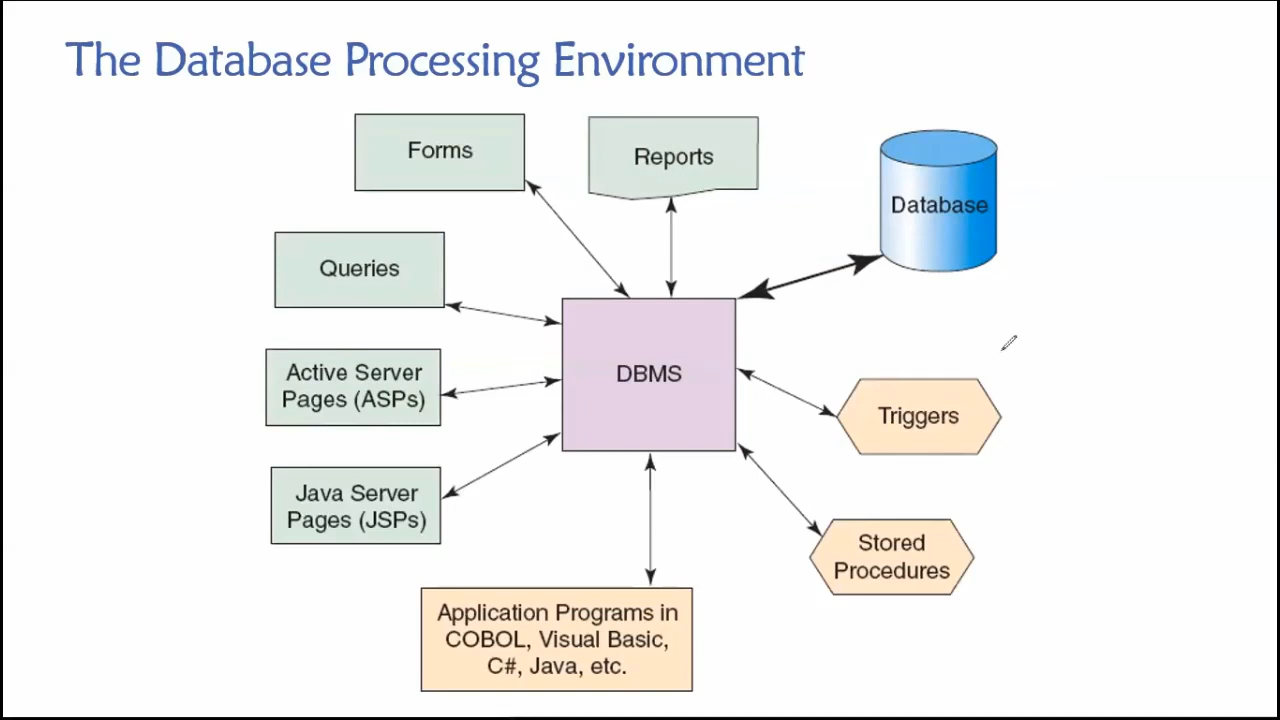 The Database Processing Environment
Forms
Reports
Database
Queries
Active Server
Pages (ASPs)
DBMS
Triggers
Java Server
Pages (JSPs)
Stored
Procedures
Application Programs in
COBOL, Visual Basic,
C#, Java, etc.